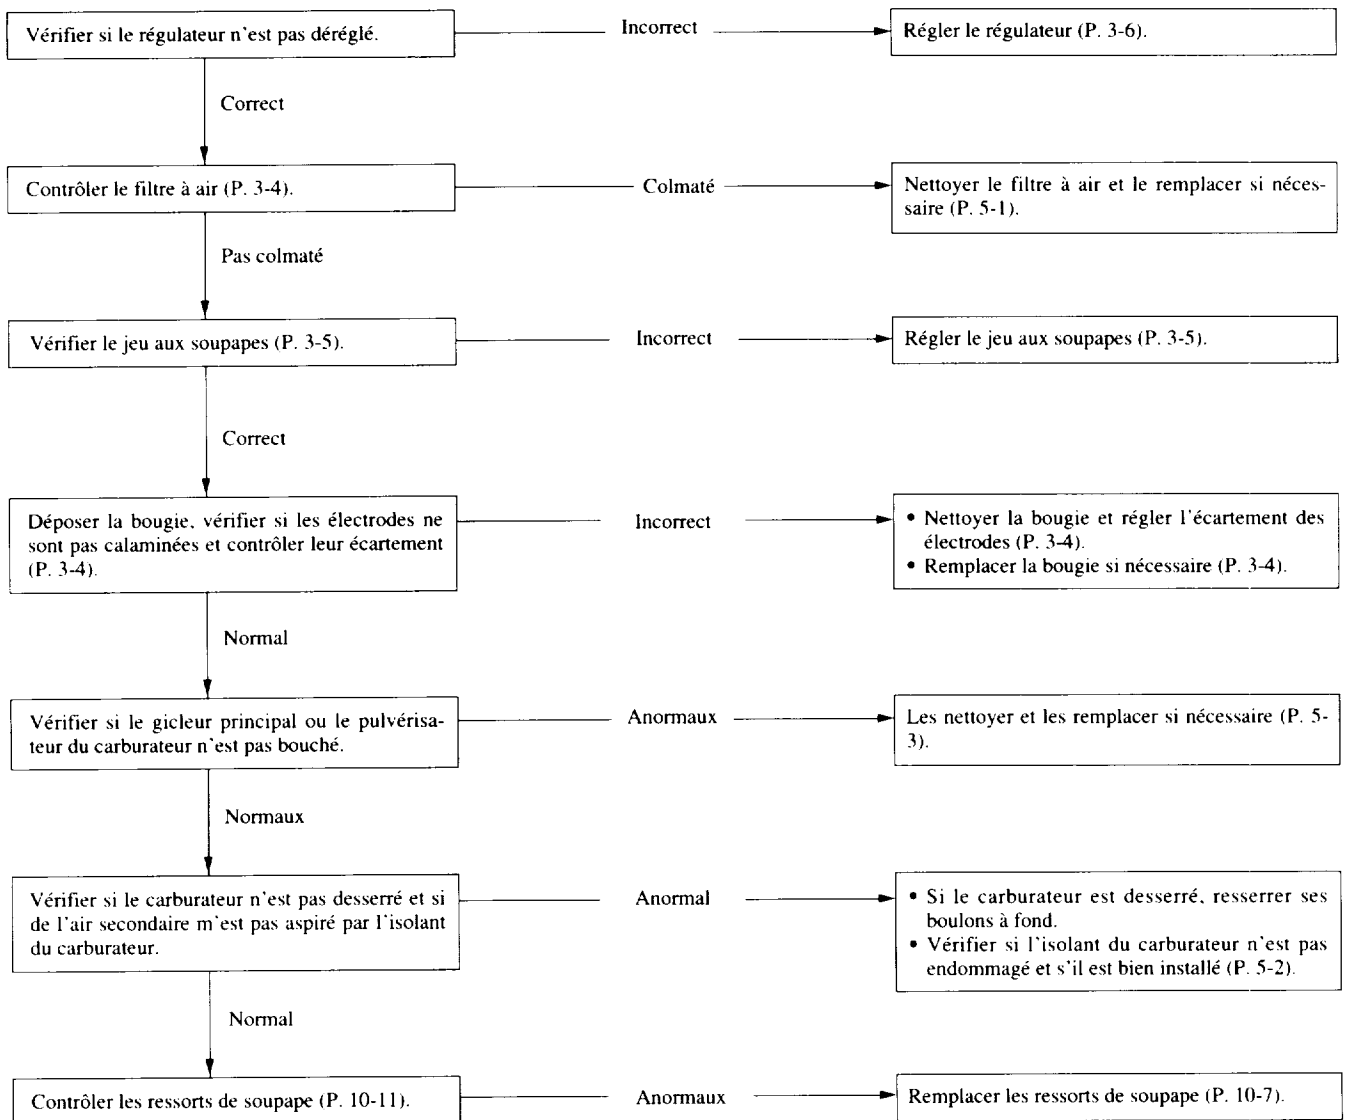 Vérifier si le régulateur n'est pas déréglé.
Incorrect
Régler le régulateur (P. 3-6).
Correct
Contrôler le filtre à air (P. 3-4).
Colmaté
Nettoyer le filtre à air et le remplacer si néces-
saire (P. 5-1).
Pas colmaté
Vérifier le jeu aux soupapes (P. 3-5).
Incorrect
Régler le jeu aux soupapes (P. 3-5).
Correct
Déposer la bougie, vérifier si les électrodes ne
sont pas calaminées et contrôler leur écartement
(P. 3-4).
Incorrect
• Nettoyer la bougie et régler l'écartement des
électrodes (P. 3-4).
• Remplacer la bougie si nécessaire (P. 3-4).
Normal
Vérifier si le gicleur principal ou le pulvérisa-
teur du carburateur n'est pas bouché.
Anormaux
Les nettoyer et les remplacer si nécessaire (P. 5-
3).
Normaux
Vérifier si le carburateur n'est pas desserré et si
de l'air secondaire m'est pas aspiré par l'isolant
du carburateur.
Anormal
• Si le carburateur est desserré, resserrer ses
boulons à fond.
• Vérifier si l'isolant du carburateur n'est pas
endommagé et s'il est bien installé (P. 5-2).
Normal
Contrôler les ressorts de soupape (P. 10-11).
Anormaux
Remplacer les ressorts de soupape (P. 10-7).